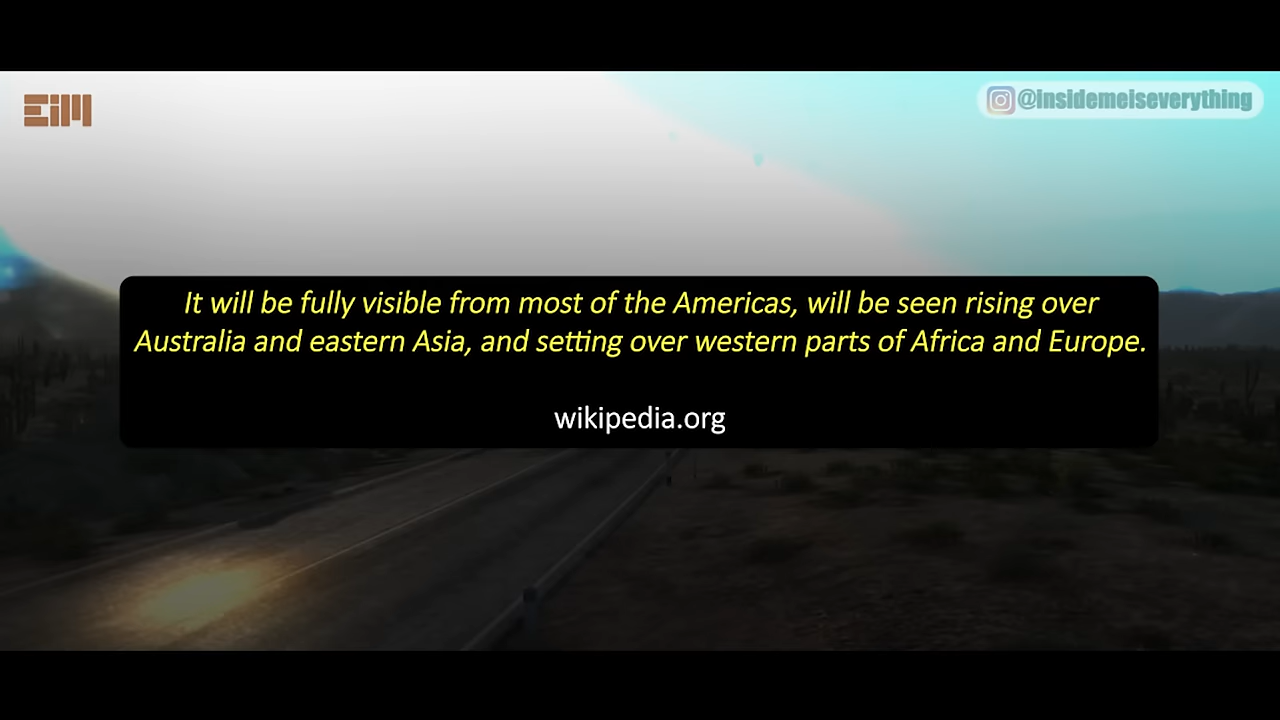 EiM
@insidemeiseverything
It will be fully visible from most of the Americas, will be seen rising over
Australia and eastern Asia, and setting over western parts of Africa and Europe.
wikipedia.org